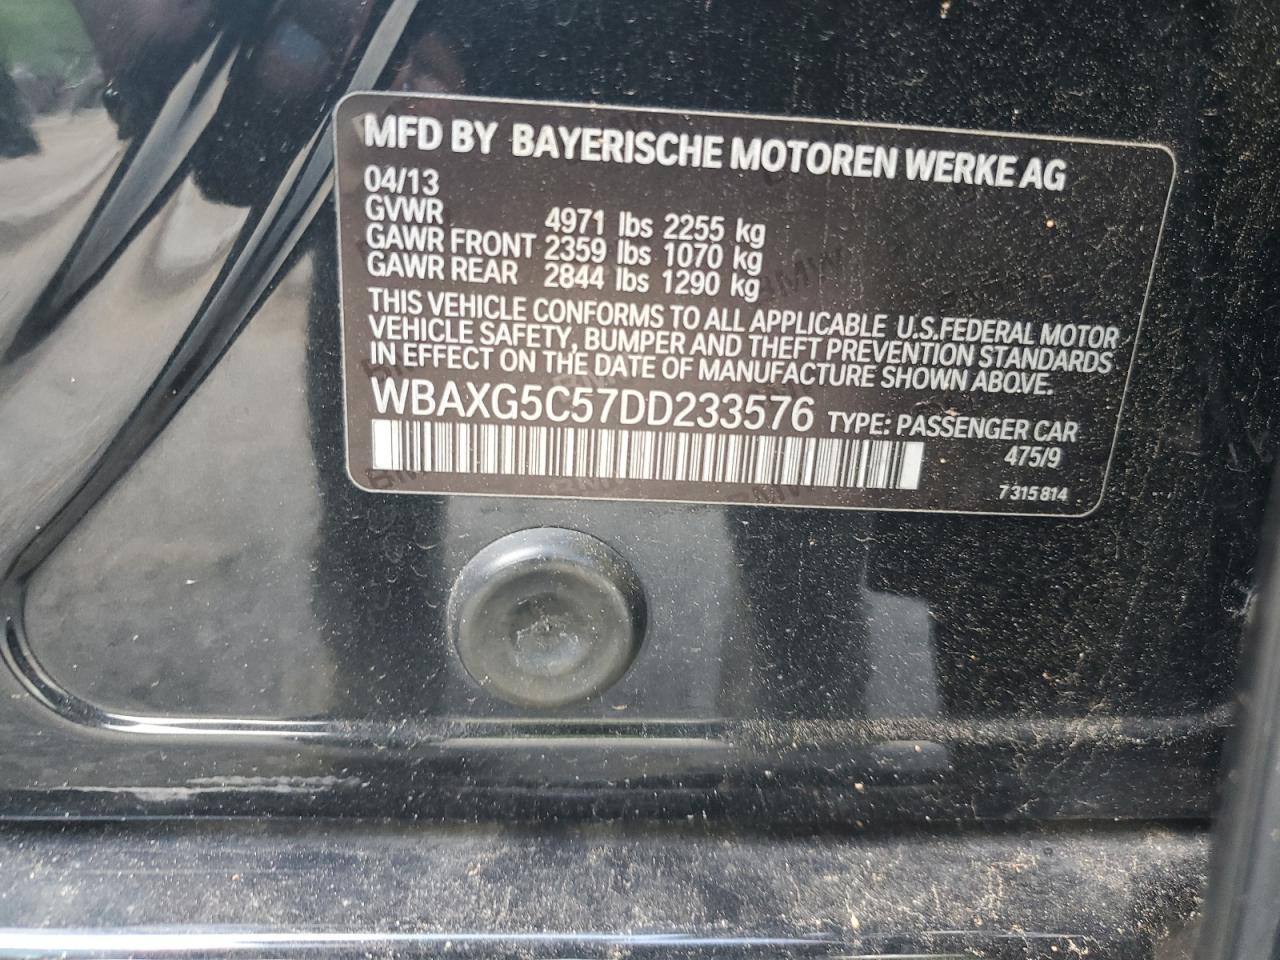 MFD BY BAYERISCHE MOTOREN WERKE AG
04/13
GVWR 4971 lbs 2255 kg
GAWR FRONT 2359 lbs 1070 kg
GAWR REAR 2844 lbs 1290 kg
THIS VEHICLE CONFORMS TO ALL APPLICABLE U.S.FEDERAL MOTOR
VEHICLE SAFETY, BUMPER AND THEFT PREVENTION STANDARDS
IN EFFECT ON THE DATE OF MANUFACTURE SHOWN ABOVE.
WBAXG5C57DD233576 TYPE: PASSENGER CAR
475/9
7 315 814